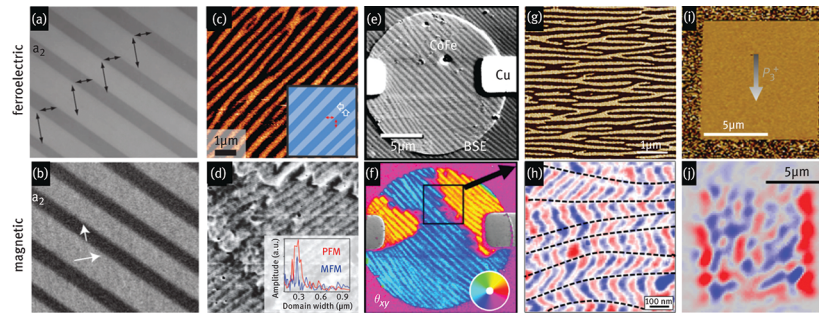 ferroelectric
(a)
a2
(c)
1μm
(e)
CoFe
Cu
5μm
BSE
(g)
1μm
(i)
P3+
5μm
magnetic
(b)
a2
(d)
Amplitude (a.u.)
PFM
MFM
0.3 0.6 0.9
Domain width (μm)
(f)
θxy
(h)
100 nm
(j)
5μm